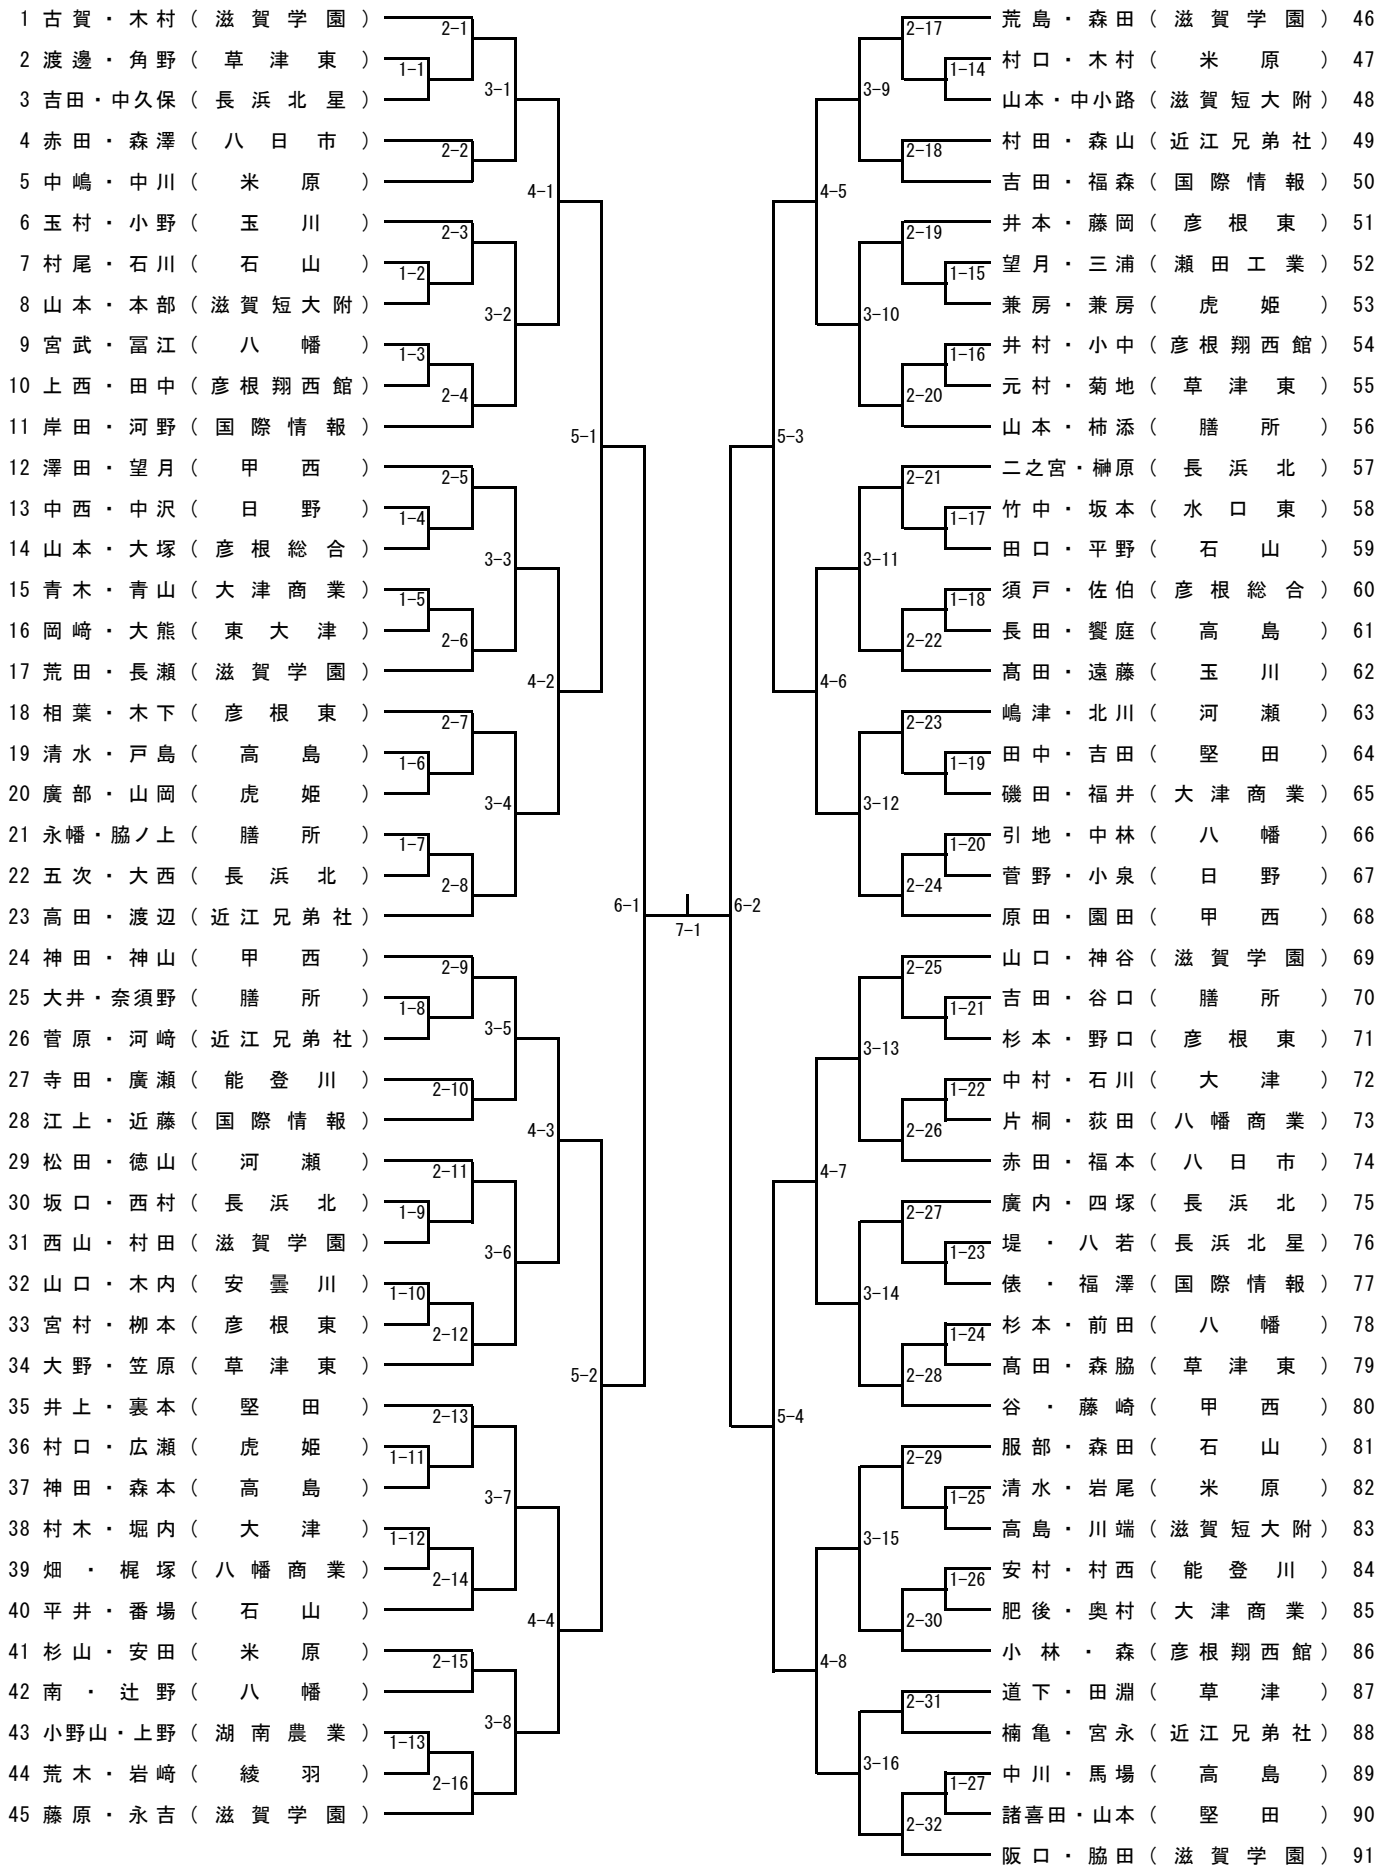 1 古賀・木村(滋賀学園)
2 渡邊・角野(草津東)
3 吉田・中久保(長浜北星)
4 赤田・森澤(八日市)
5 中嶋・中川(米原)
6 玉村・小野(玉川)
7 村尾・石川(石山)
8 山本・本部(滋賀短大附)
9 宮武・冨江(八幡)
10 上西・田中(彦根翔西館)
11 岸田・河野(国際情報)
12 澤田・望月(甲西)
13 中西・中沢(日野)
14 山本・大塚(彦根総合)
15 青木・青山(大津商業)
16 岡﨑・大熊(東大津)
17 荒田・長瀬(滋賀学園)
18 相葉・木下(彦根東)
19 清水・戸島(高島)
20 廣部・山岡(虎姫)
21 永幡・脇ノ上(膳所)
22 五次・大西(長浜北)
23 高田・渡辺(近江兄弟社)
24 神田・神山(甲西)
25 大井・奈須野(膳所)
26 菅原・河﨑(近江兄弟社)
27 寺田・廣瀬(能登川)
28 江上・近藤(国際情報)
29 松田・徳山(河瀬)
30 坂口・西村(長浜北)
31 西山・村田(滋賀学園)
32 山口・木内(安曇川)
33 宮村・栁本(彦根東)
34 大野・笠原(草津東)
35 井上・裏本(堅田)
36 村口・広瀬(虎姫)
37 神田・森本(高島)
38 村木・堀内(大津)
39 畑・梶塚(八幡商業)
40 平井・番場(石山)
41 杉山・安田(米原)
42 南・辻野(八幡)
43 小野山・上野(湖南農業)
44 荒木・岩﨑(綾羽)
45 藤原・永吉(滋賀学園)
1-1
1-2
1-3
1-4
1-5
1-6
1-7
1-8
1-9
1-10
1-11
1-12
1-13
2-1
2-2
2-3
2-4
2-5
2-6
2-7
2-8
2-9
2-10
2-11
2-12
2-13
2-14
2-15
2-16
3-1
3-2
3-3
3-4
3-5
3-6
3-7
3-8
4-1
4-2
4-3
4-4
5-1
5-2
6-1
7-1
6-2
5-3
5-4
4-5
4-6
4-7
4-8
3-9
3-10
3-11
3-12
3-13
3-14
3-15
3-16
2-17
2-18
2-19
2-20
2-21
2-22
2-23
2-24
2-25
2-26
2-27
2-28
2-29
2-30
2-31
2-32
1-14
1-15
1-16
1-17
1-18
1-19
1-20
1-21
1-22
1-23
1-24
1-25
1-26
1-27
荒島・森田(滋賀学園) 46
村口・木村(米原) 47
山本・中小路(滋賀短大附) 48
村田・森山(近江兄弟社) 49
吉田・福森(国際情報) 50
井本・藤岡(彦根東) 51
望月・三浦(瀬田工業) 52
兼房・兼房(虎姫) 53
井村・小中(彦根翔西館) 54
元村・菊地(草津東) 55
山本・柿添(膳所) 56
二之宮・榊原(長浜北) 57
竹中・坂本(水口東) 58
田口・平野(石山) 59
須戸・佐伯(彦根総合) 60
長田・饗庭(高島) 61
髙田・遠藤(玉川) 62
嶋津・北川(河瀬) 63
田中・吉田(堅田) 64
磯田・福井(大津商業) 65
引地・中林(八幡) 66
菅野・小泉(日野) 67
原田・園田(甲西) 68
山口・神谷(滋賀学園) 69
吉田・谷口(膳所) 70
杉本・野口(彦根東) 71
中村・石川(大津) 72
片桐・荻田(八幡商業) 73
赤田・福本(八日市) 74
廣内・四塚(長浜北) 75
堤・八若(長浜北星) 76
俵・福澤(国際情報) 77
杉本・前田(八幡) 78
髙田・森脇(草津東) 79
谷・藤崎(甲西) 80
服部・森田(石山) 81
清水・岩尾(米原) 82
高島・川端(滋賀短大附) 83
安村・村西(能登川) 84
肥後・奥村(大津商業) 85
小林・森(彦根翔西館) 86
道下・田淵(草津) 87
楠亀・宮永(近江兄弟社) 88
中川・馬場(高島) 89
諸喜田・山本(堅田) 90
阪口・脇田(滋賀学園) 91